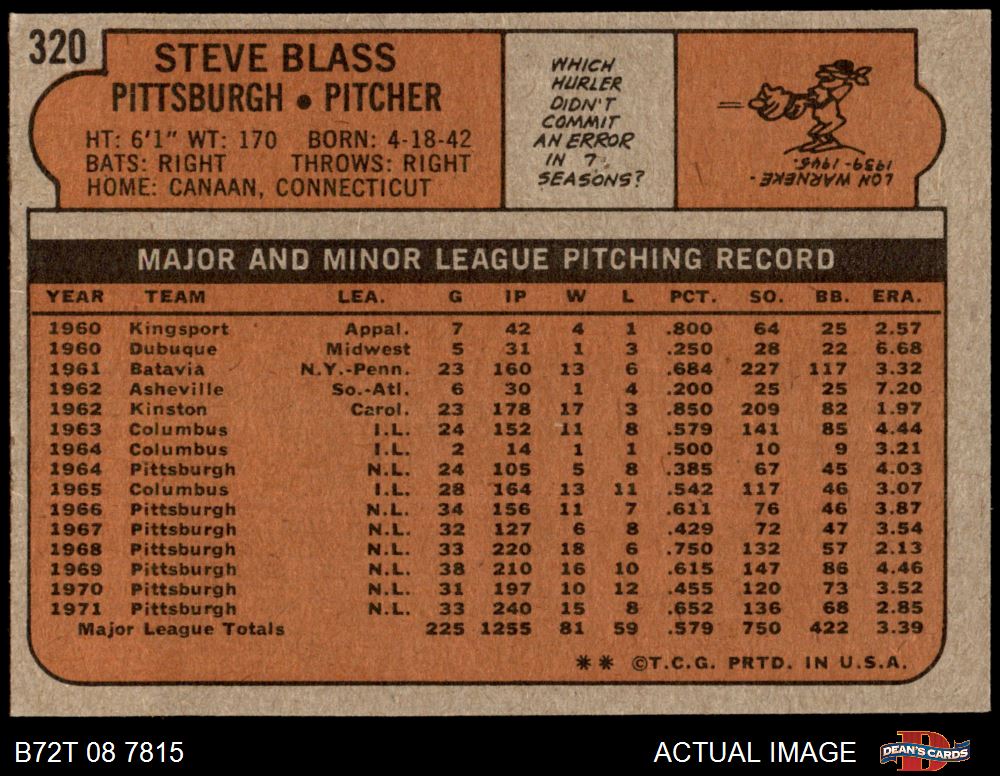 320
STEVE BLASS
PITTSBURGH • PITCHER
HT: 6'1" WT: 170 BORN: 4-18-42
BATS: RIGHT THROWS: RIGHT
HOME: CANAAN, CONNECTICUT
WHICH
HURLER
DIDN'T
COMMIT
AN ERROR
IN 7
SEASONS?
LON WARNEKE -
1939-1945.
MAJOR AND MINOR LEAGUE PITCHING RECORD
YEAR TEAM LEA. G IP W L PCT. SO. BB. ERA.
1960 Kingsport Appal. 7 42 4 1 .800 64 25 2.57
1960 Dubuque Midwest 5 31 1 3 .250 28 22 6.68
1961 Batavia N.Y.-Penn. 23 160 13 6 .684 227 117 3.32
1962 Asheville So.-Atl. 6 30 1 4 .200 25 25 7.20
1962 Kinston Carol. 23 178 17 3 .850 209 82 1.97
1963 Columbus I.L. 24 152 11 8 .579 141 85 4.44
1964 Columbus I.L. 2 14 1 1 .500 10 9 3.21
1964 Pittsburgh N.L. 24 105 5 8 .385 67 45 4.03
1965 Columbus I.L. 28 164 13 11 .542 117 46 3.07
1966 Pittsburgh N.L. 34 156 11 7 .611 76 46 3.87
1967 Pittsburgh N.L. 32 127 6 8 .429 72 47 3.54
1968 Pittsburgh N.L. 33 220 18 6 .750 132 57 2.13
1969 Pittsburgh N.L. 38 210 16 10 .615 147 86 4.46
1970 Pittsburgh N.L. 31 197 10 12 .455 120 73 3.52
1971 Pittsburgh N.L. 33 240 15 8 .652 136 68 2.85
Major League Totals 225 1255 81 59 .579 750 422 3.39
** ©T.C.G. PRTD. IN U.S.A.
B72T 08 7815 ACTUAL IMAGE DEAN'S CARDS